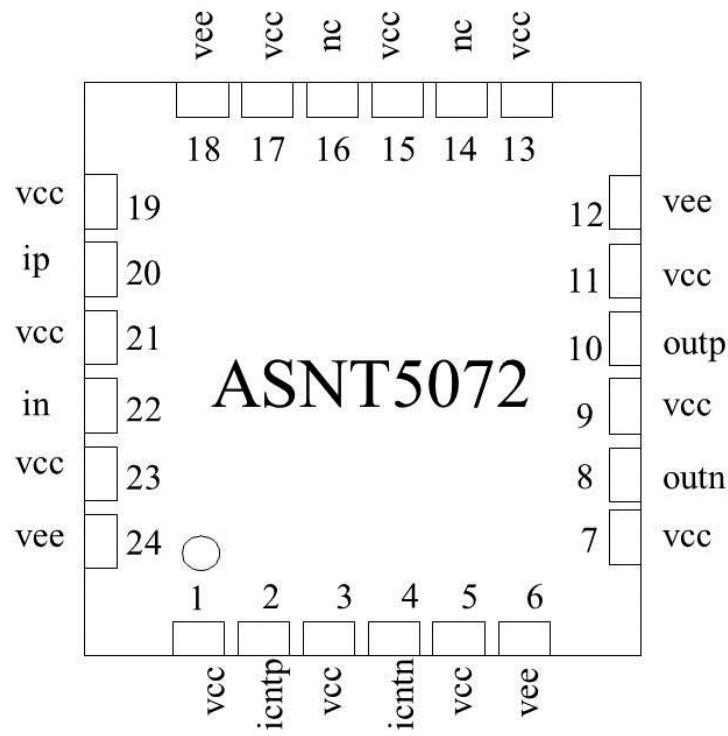 vee vcc nc vcc nc vcc
18 17 16 15 14 13
vcc 19 12 vee
ip 20 11 vcc
vcc 21 10 outp
ASNT5072
in 22 9 vcc
vcc 23 8 outn
vee 24 7 vcc
1 2 3 4 5 6
vcc icntp vcc icntn vcc vee